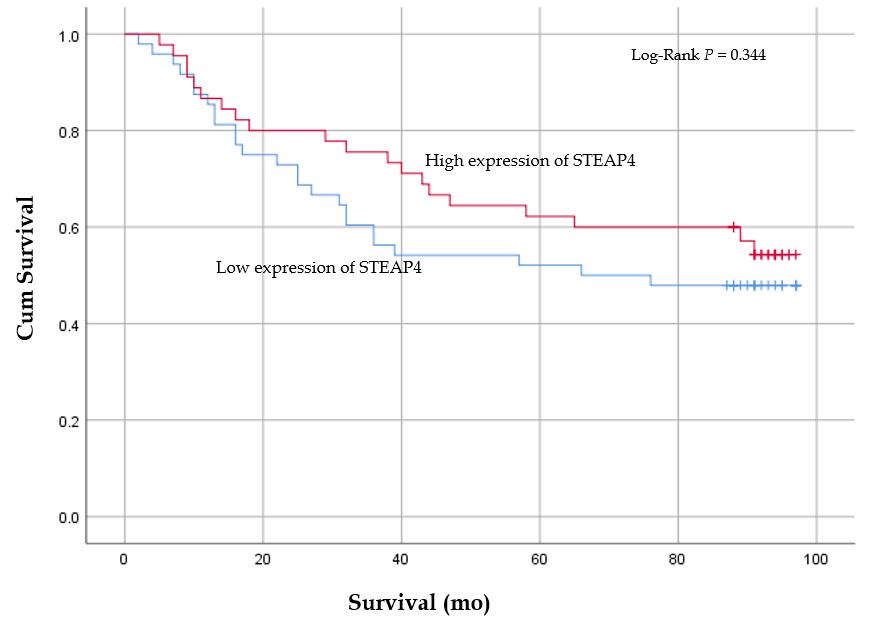 1.0
Log-Rank P = 0.344
0.8
High expression of STEAP4
0.6
Low expression of STEAP4
Cum Survival
0.4
0.2
0.0
0 20 40 60 80 100
Survival (mo)